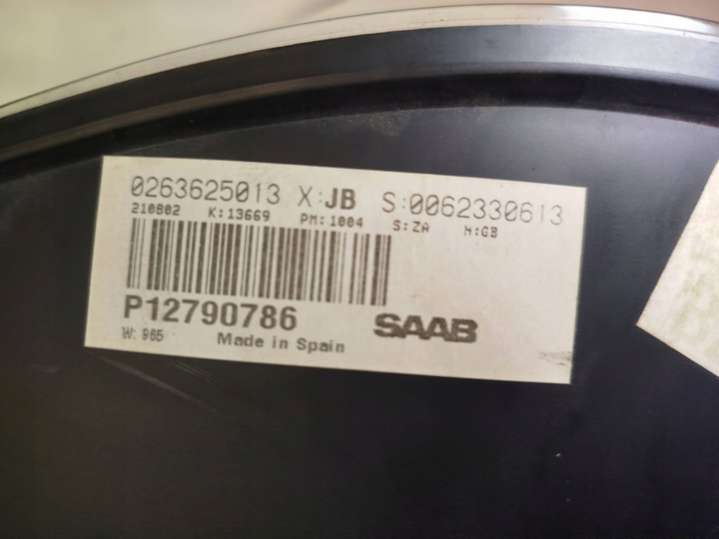 0263625013 X:JB S:0062330613
210802 K:13669 PM:1004 S:ZA M:GB
P12790786 SAAB
W: 965 Made in Spain